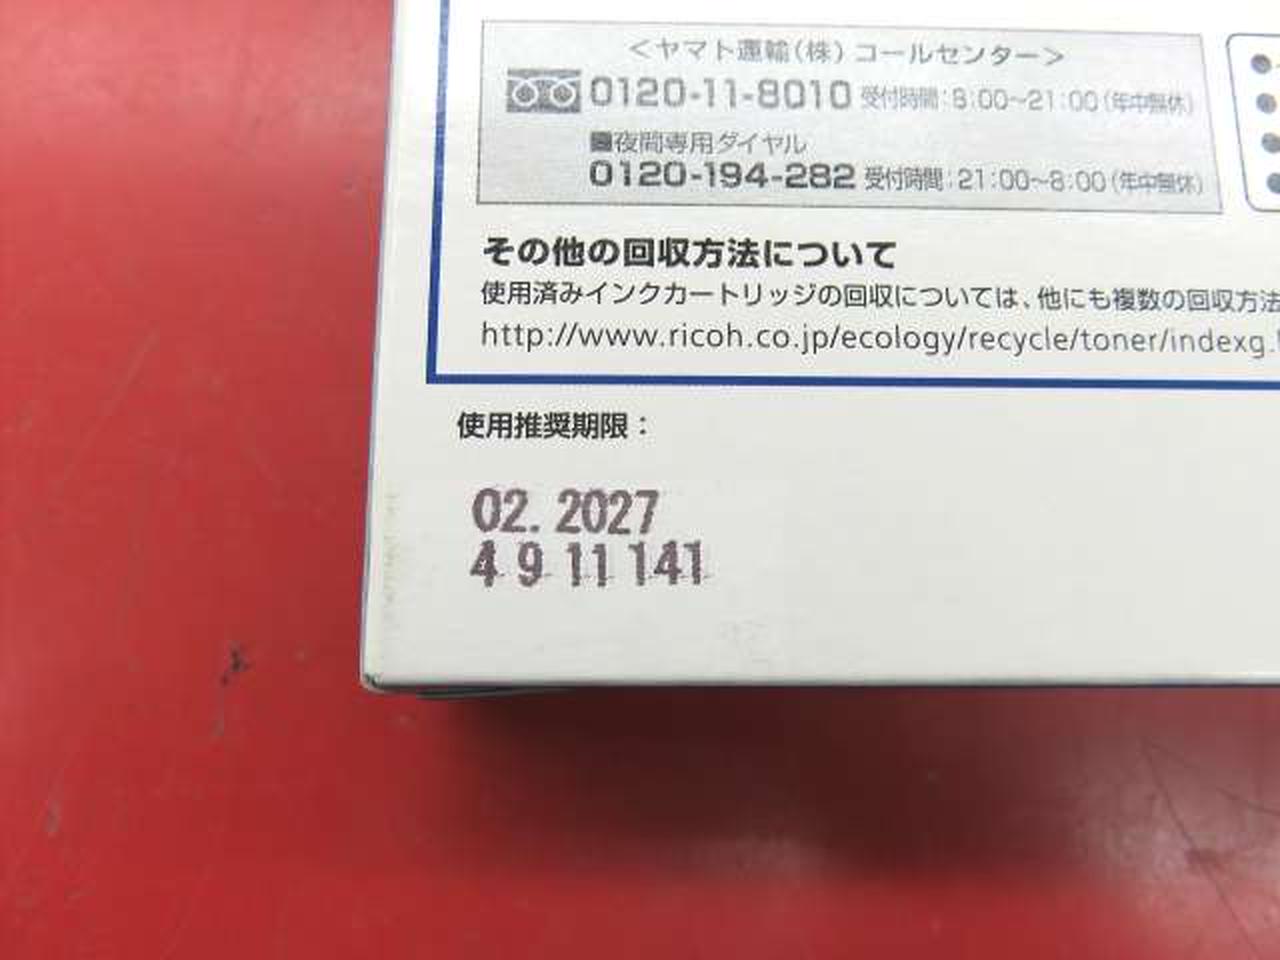 ＜ヤマト運輸(株) コールセンター＞
0120-11-8010 受付時間：8:00〜21:00(年中無休)
■夜間専用ダイヤル
0120-194-282 受付時間：21:00〜8:00(年中無休)
その他の回収方法について
使用済みインクカートリッジの回収については、他にも複数の回収方法
http://www.ricoh.co.jp/ecology/recycle/toner/indexg.
使用推奨期限：
02. 2027
4 9 11 141